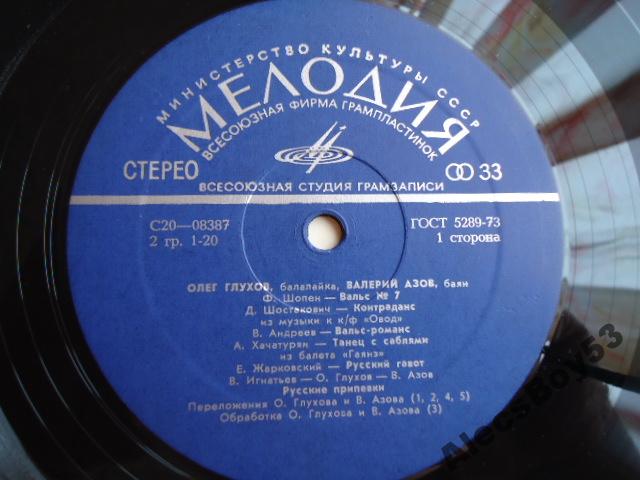 МИНИСТЕРСТВО КУЛЬТУРЫ СССР
МЕЛОДИЯ
ВСЕСОЮЗНАЯ ФИРМА ГРАМПЛАСТИНОК
СТЕРЕО
33
ВСЕСОЮЗНАЯ СТУДИЯ ГРАМЗАПИСИ
С20—08387
ГОСТ 5289-73
2 гр. 1-20
1 сторона
ОЛЕГ ГЛУХОВ, балалайка, ВАЛЕРИЙ АЗОВ, баян
Ф. Шопен — Вальс № 7
Д. Шостакович — Контраданс
из музыки к к/ф «Овод»
В. Андреев — Вальс-романс
А. Хачатурян — Танец с саблями
из балета «Гаянэ»
Е. Жарковский — Русский гавот
В. Игнатьев — О. Глухов — В. Азов
Русские припевки
Переложения О. Глухова и В. Азова (1, 2, 4, 5)
Обработка О. Глухова и В. Азова (3)
AlecsBoy53